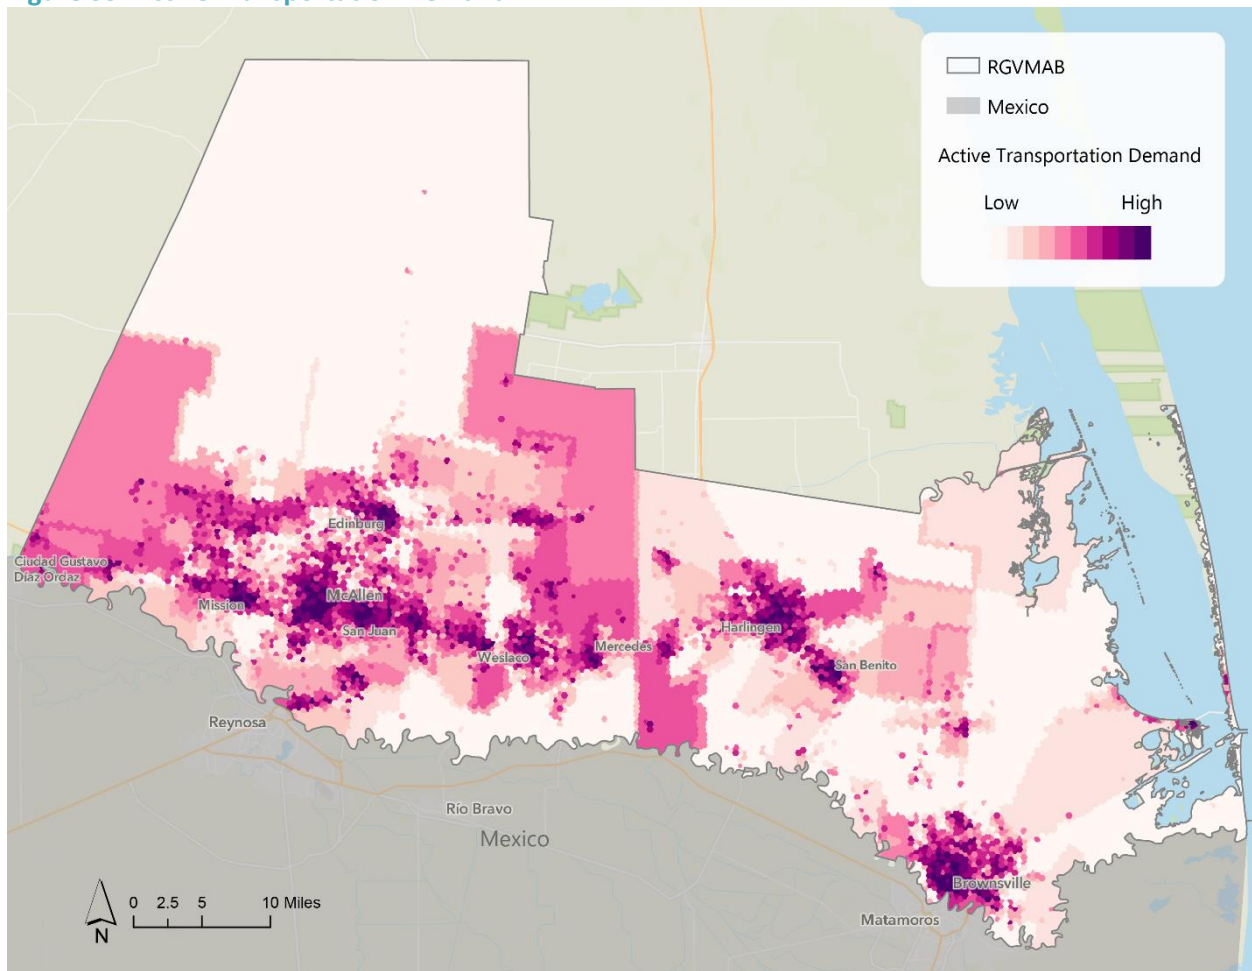 RGVMAB
Mexico
Active Transportation Demand
Low High
Edinburg
Ciudad Gustavo
Díaz Ordaz
Mission
McAllen
San Juan
Weslaco
Mercedes
Harlingen
San Benito
Reynosa
Río Bravo
Mexico
Brownsville
Matamoros
0 2.5 5 10 Miles
N